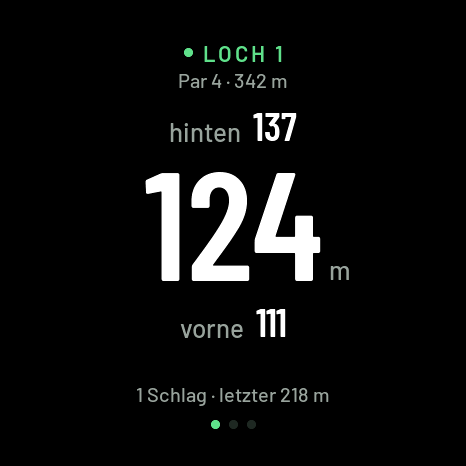 LOCH 1
Par 4 · 342 m
hinten 137
124 m
vorne 111
1 Schlag · letzter 218 m